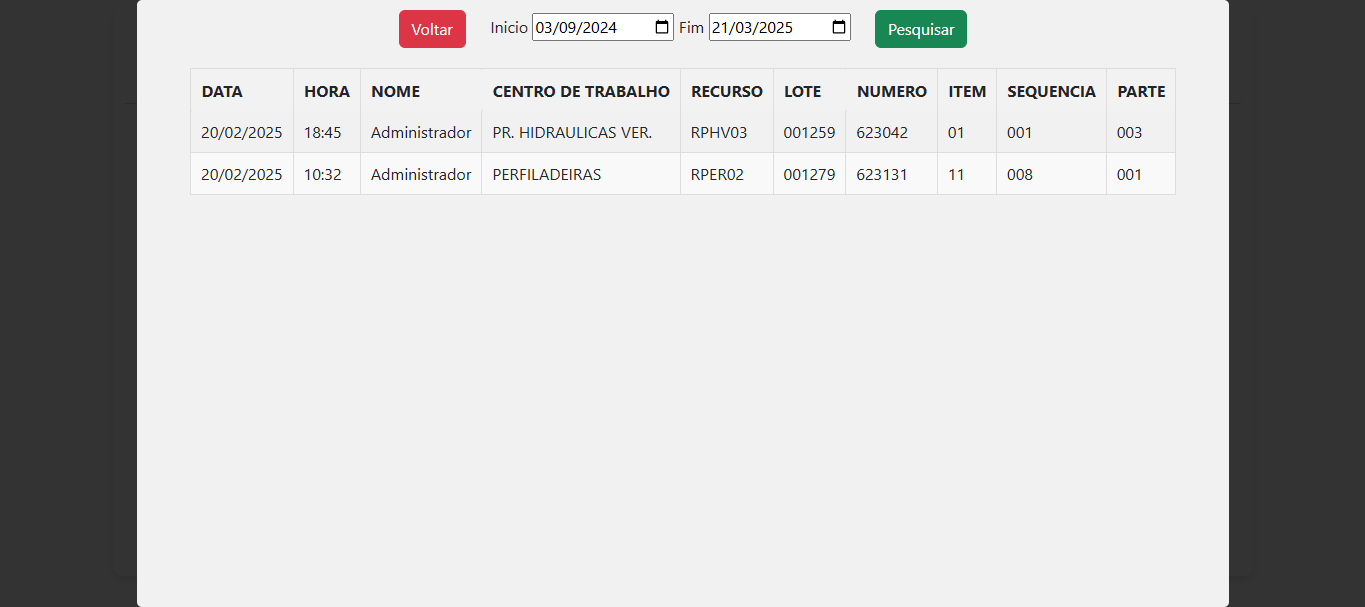 Voltar Inicio 03/09/2024 Fim 21/03/2025 Pesquisar
DATA HORA NOME CENTRO DE TRABALHO RECURSO LOTE NUMERO ITEM SEQUENCIA PARTE
20/02/2025 18:45 Administrador PR. HIDRAULICAS VER. RPHV03 001259 623042 01 001 003
20/02/2025 10:32 Administrador PERFILADEIRAS RPER02 001279 623131 11 008 001